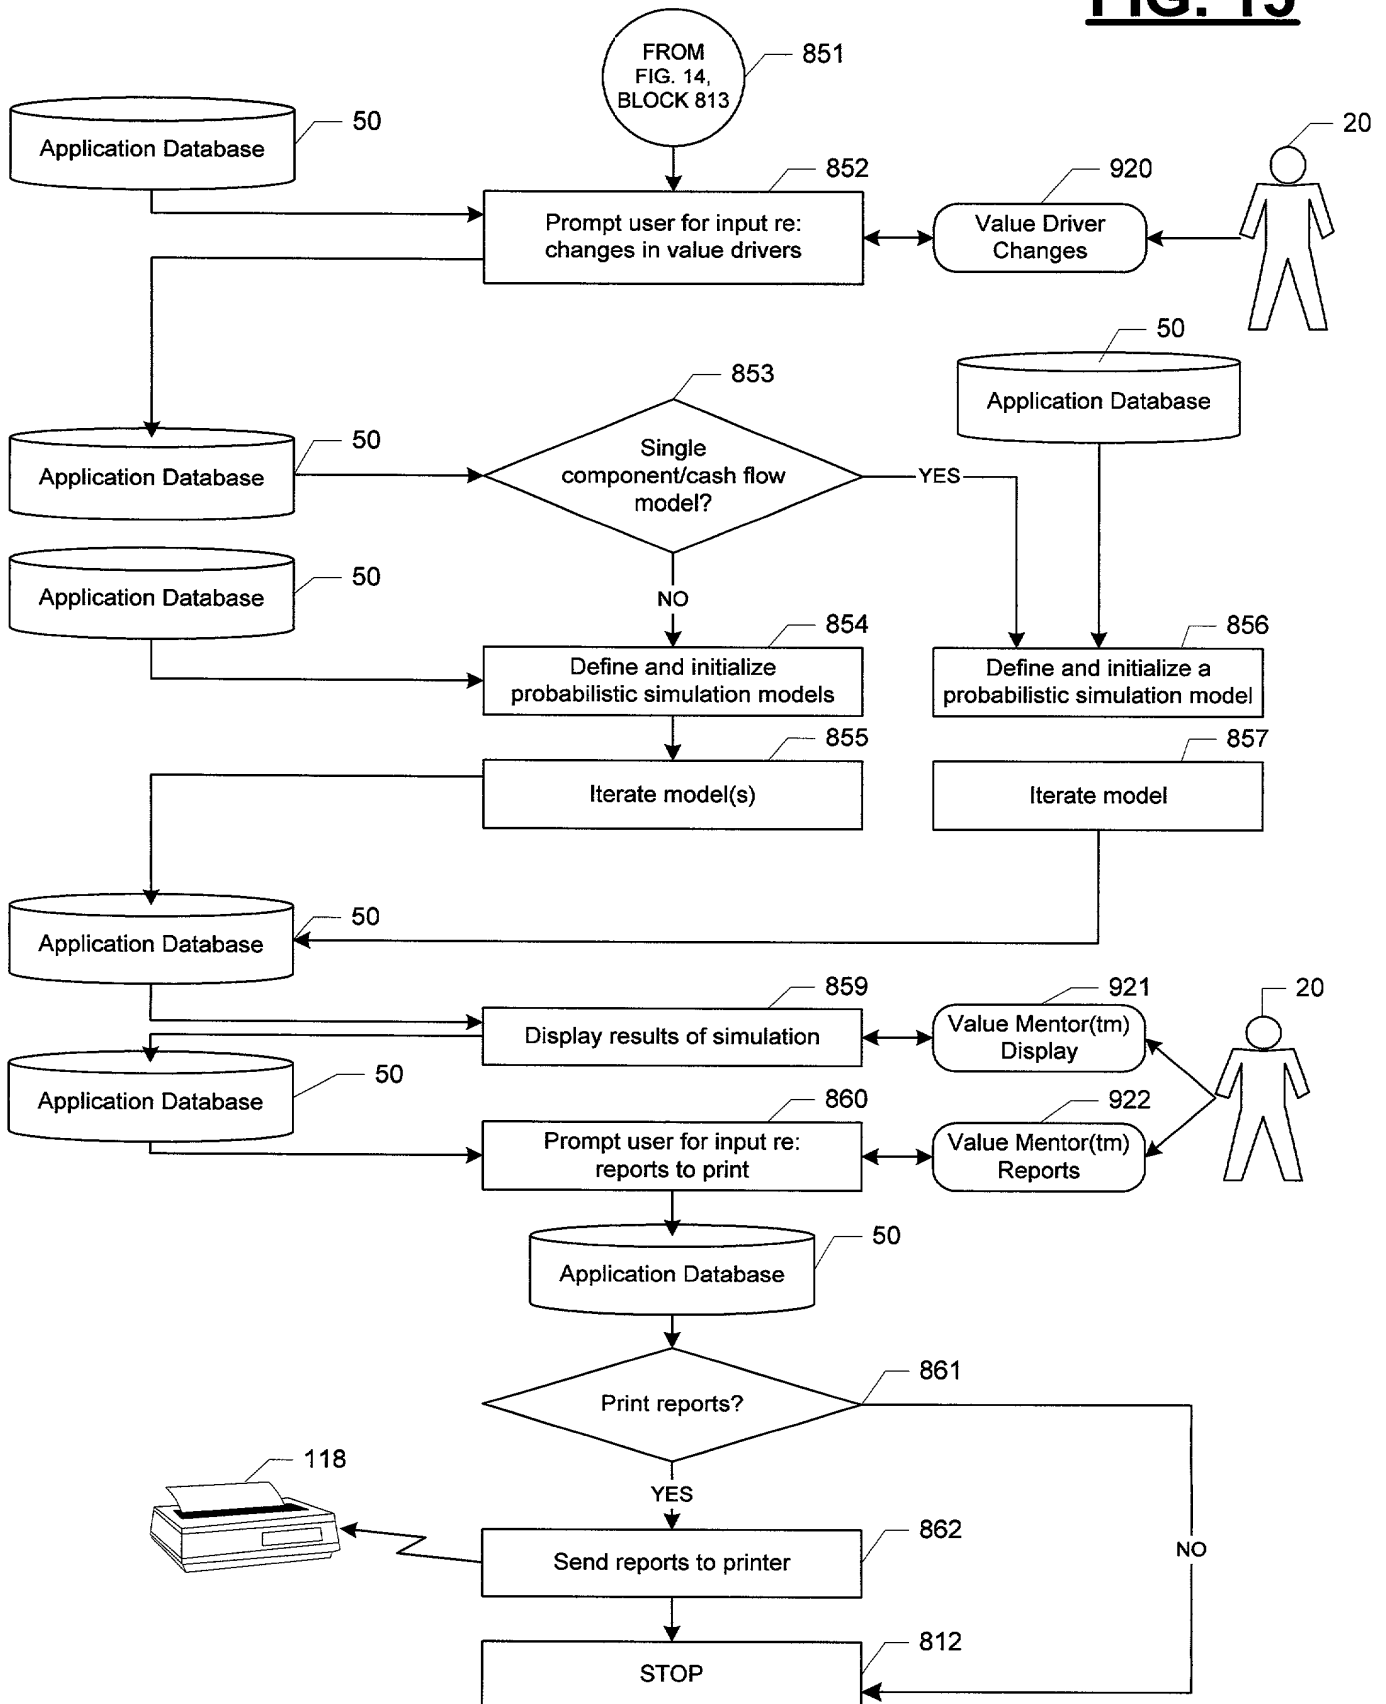 FIG. 15
FROM
FIG. 14,
BLOCK 813
851
Application Database
50
20
852
Prompt user for input re:
changes in value drivers
920
Value Driver
Changes
50
Application Database
853
Single
component/cash flow
model?
YES
Application Database
50
Application Database
50
NO
854
Define and initialize
probabilistic simulation models
856
Define and initialize a
probabilistic simulation model
855
Iterate model(s)
857
Iterate model
Application Database
50
859
Display results of simulation
921
Value Mentor(tm)
Display
20
Application Database
50
860
Prompt user for input re:
reports to print
922
Value Mentor(tm)
Reports
Application Database
50
Print reports?
861
118
YES
NO
862
Send reports to printer
812
STOP